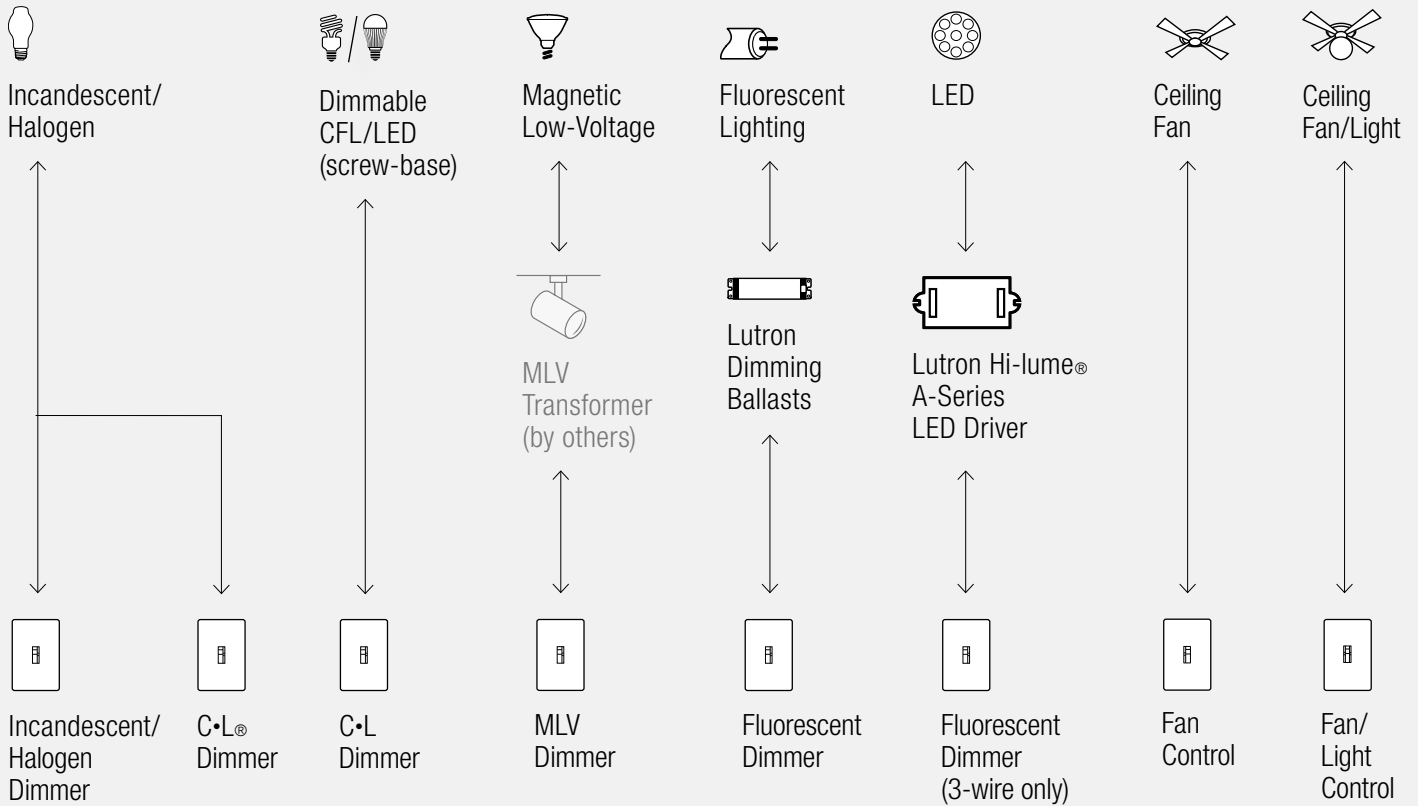 Incandescent/
Halogen
Dimmable
CFL/LED
(screw-base)
Magnetic
Low-Voltage
Fluorescent
Lighting
LED
Ceiling
Fan
Ceiling
Fan/Light
MLV
Transformer
(by others)
Lutron
Dimming
Ballasts
Lutron Hi-lume®
A-Series
LED Driver
Incandescent/
Halogen
Dimmer
C•L®
Dimmer
C•L
Dimmer
MLV
Dimmer
Fluorescent
Dimmer
Fluorescent
Dimmer
(3-wire only)
Fan
Control
Fan/
Light
Control